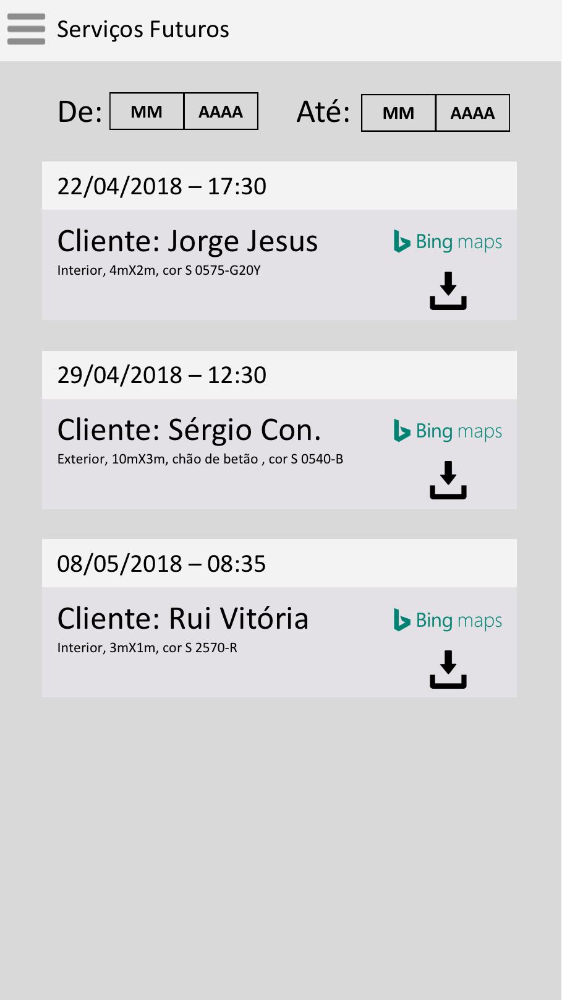 Serviços Futuros
De: MM AAAA Até: MM AAAA
22/04/2018 – 17:30
Cliente: Jorge Jesus
Bing maps
Interior, 4mX2m, cor S 0575-G20Y
29/04/2018 – 12:30
Cliente: Sérgio Con.
Bing maps
Exterior, 10mX3m, chão de betão , cor S 0540-B
08/05/2018 – 08:35
Cliente: Rui Vitória
Bing maps
Interior, 3mX1m, cor S 2570-R